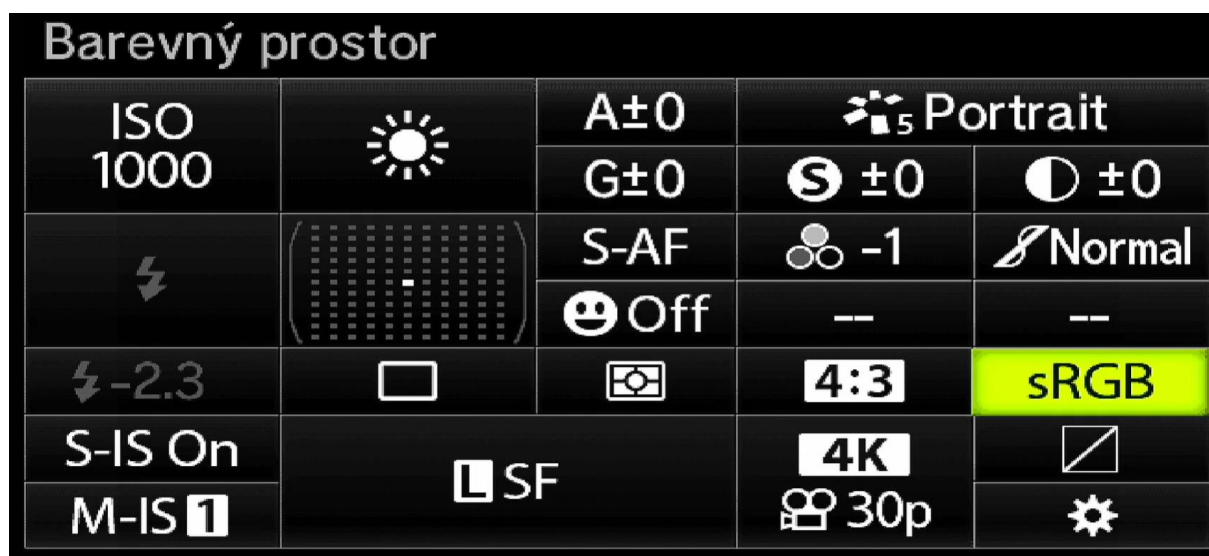 Barevný prostor
ISO
1000
A±0
5 Portrait
G±0
S ±0
±0
S-AF
-1
Normal
Off
--
--
-2.3
4:3
sRGB
S-IS On
L SF
4K
30p
M-IS 1